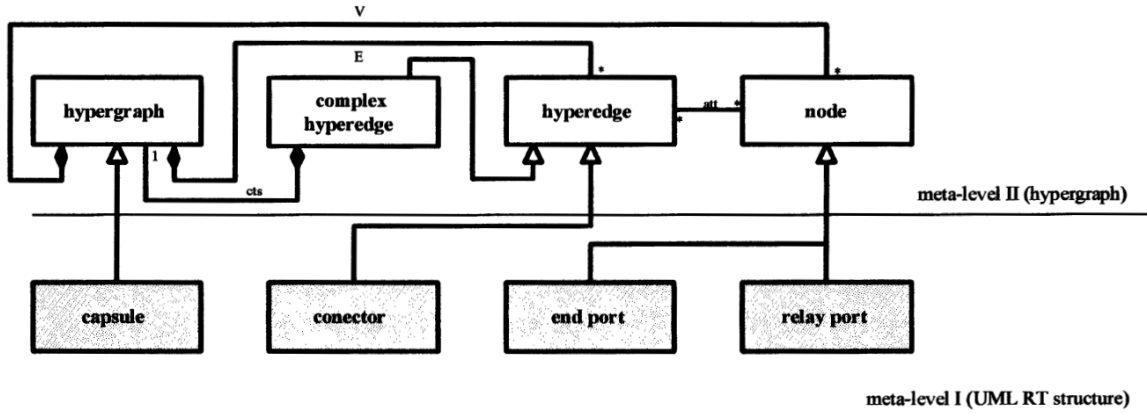 V
E
*
*
hypergraph
complex
hyperedge
hyperedge
att
*
*
node
1
cts
meta-level II (hypergraph)
capsule
conector
end port
relay port
meta-level I (UML RT structure)